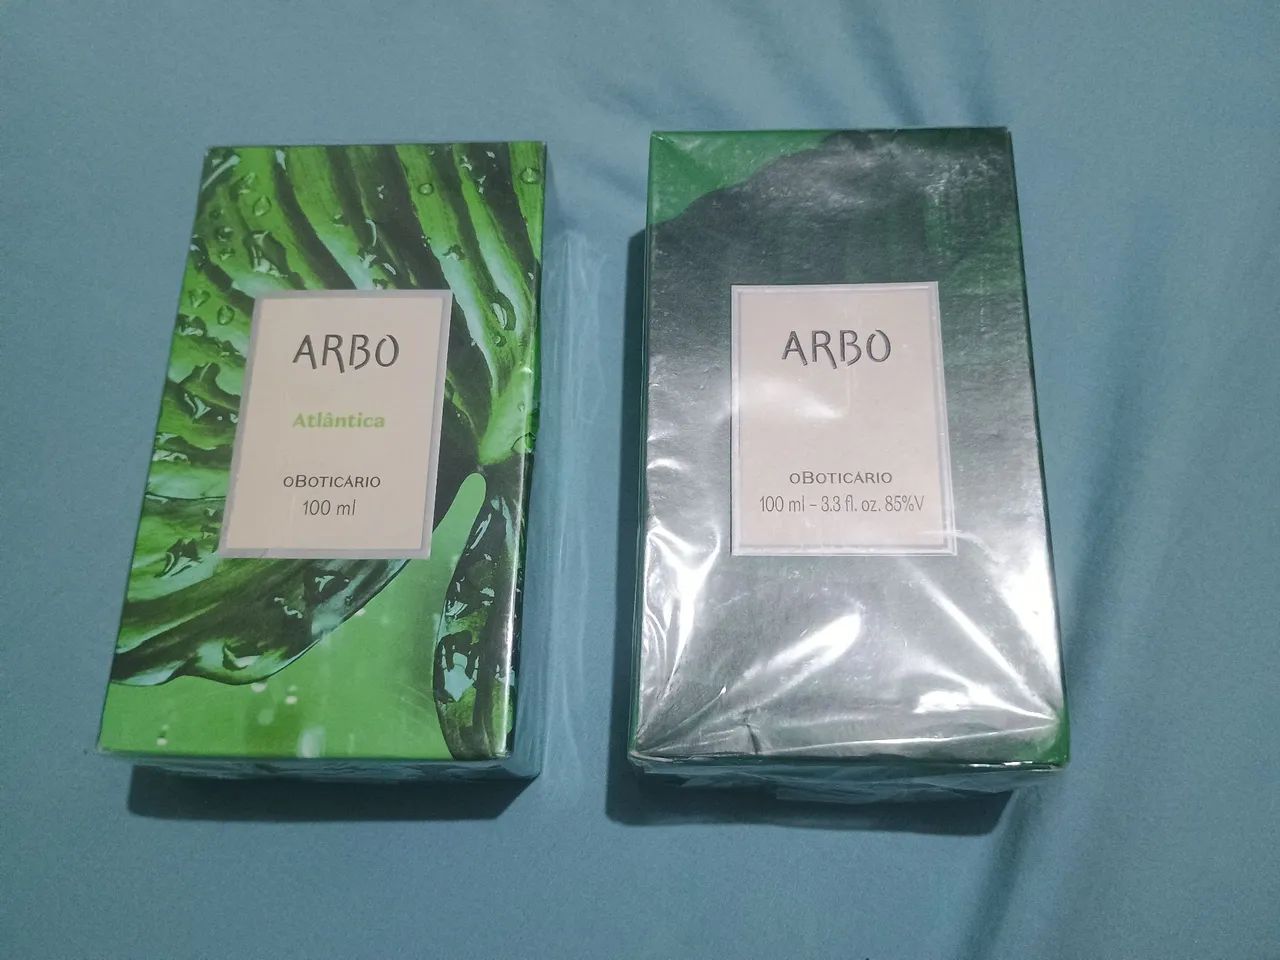 ARBO
Atlântica
oBOTICÁRIO
100 ml
ARBO
oBOTICÁRIO
100 ml – 3.3 fl. oz. 85%V